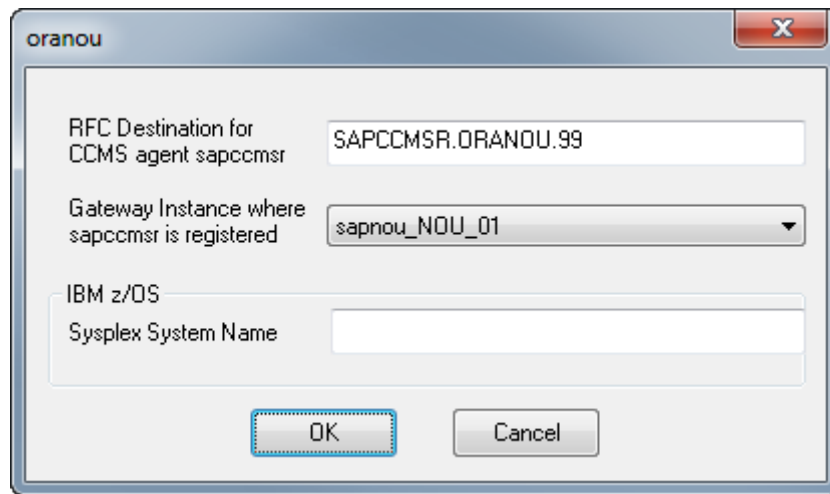 oranou
RFC Destination for
CCMS agent sapccmsr
SAPCCMSR.ORANOU.99
Gateway Instance where
sapccmsr is registered
sapnou_NOU_01
IBM z/OS
Sysplex System Name
OK
Cancel